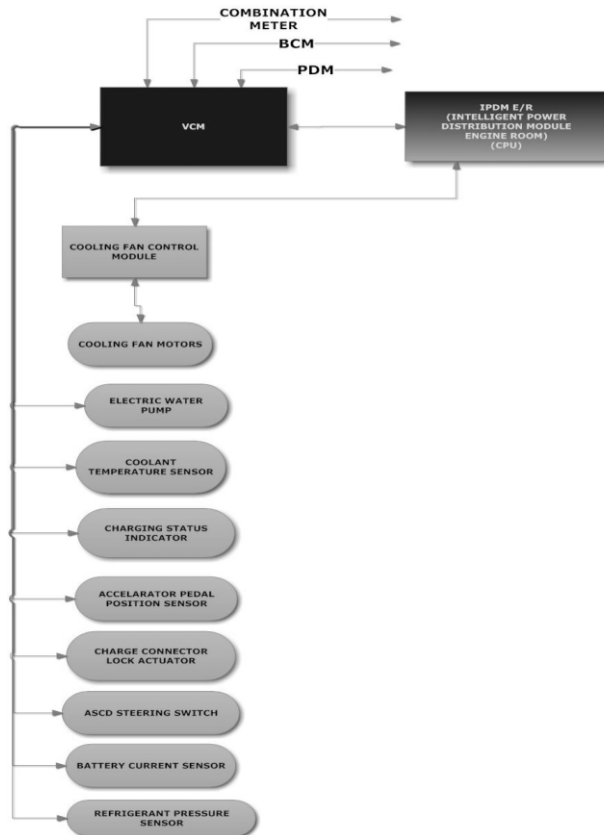 COMBINATION
METER
BCM
PDM
VCM
IPDM E/R
(INTELLIGENT POWER
DISTRIBUTION MODULE
ENGINE ROOM)
(CPU)
COOLING FAN CONTROL
MODULE
COOLING FAN MOTORS
ELECTRIC WATER
PUMP
COOLANT
TEMPERATURE SENSOR
CHARGING STATUS
INDICATOR
ACCELARATOR PEDAL
POSITION SENSOR
CHARGE CONNECTOR
LOCK ACTUATOR
ASCD STEERING SWITCH
BATTERY CURRENT SENSOR
REFRIGERANT PRESSURE
SENSOR